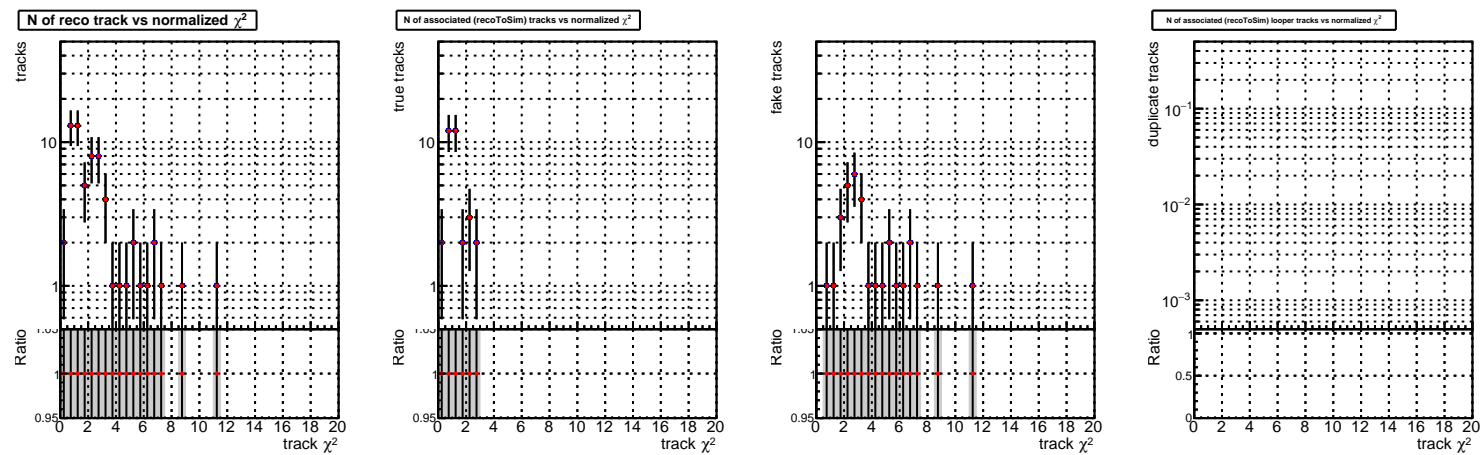 N of reco track vs normalized χ²
tracks
10
1
Ratio
1.05
1
0.95
0 2 4 6 8 10 12 14 16 18 20
track χ²
N of associated (recoToSim) tracks vs normalized χ²
true tracks
10
1
Ratio
1.05
1
0.95
0 2 4 6 8 10 12 14 16 18 20
track χ²
fake tracks
10
1
Ratio
1.05
1
0.95
0 2 4 6 8 10 12 14 16 18 20
track χ²
N of associated (recoToSim) looper tracks vs normalized χ²
duplicate tracks
10⁻¹
10⁻²
10⁻³
Ratio
1
0.5
0
0 2 4 6 8 10 12 14 16 18 20
track χ²